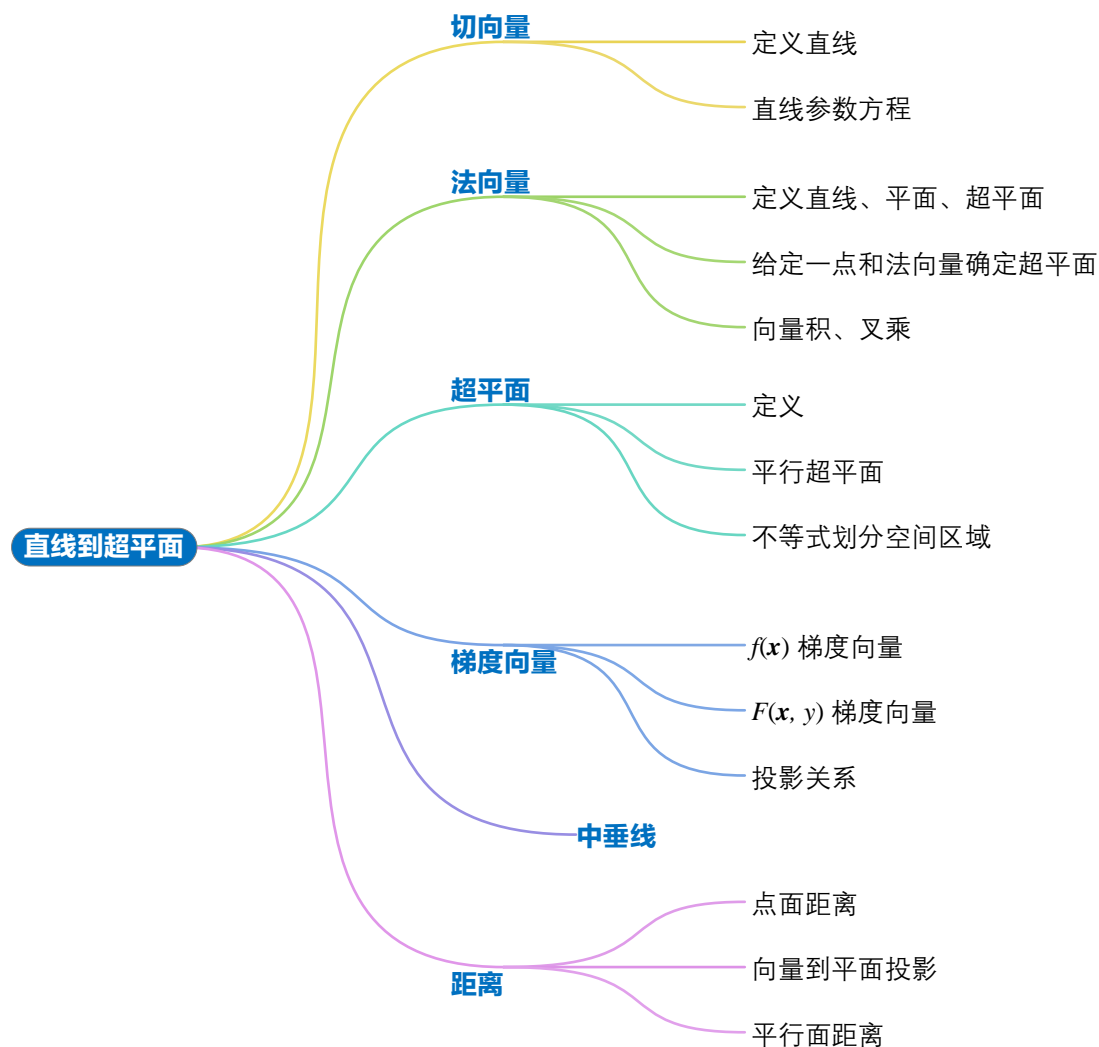 切向量
定义直线
直线参数方程
法向量
定义直线、平面、超平面
给定一点和法向量确定超平面
向量积、叉乘
超平面
定义
平行超平面
不等式划分空间区域
直线到超平面
梯度向量
f(x) 梯度向量
F(x, y) 梯度向量
投影关系
中垂线
距离
点面距离
向量到平面投影
平行面距离